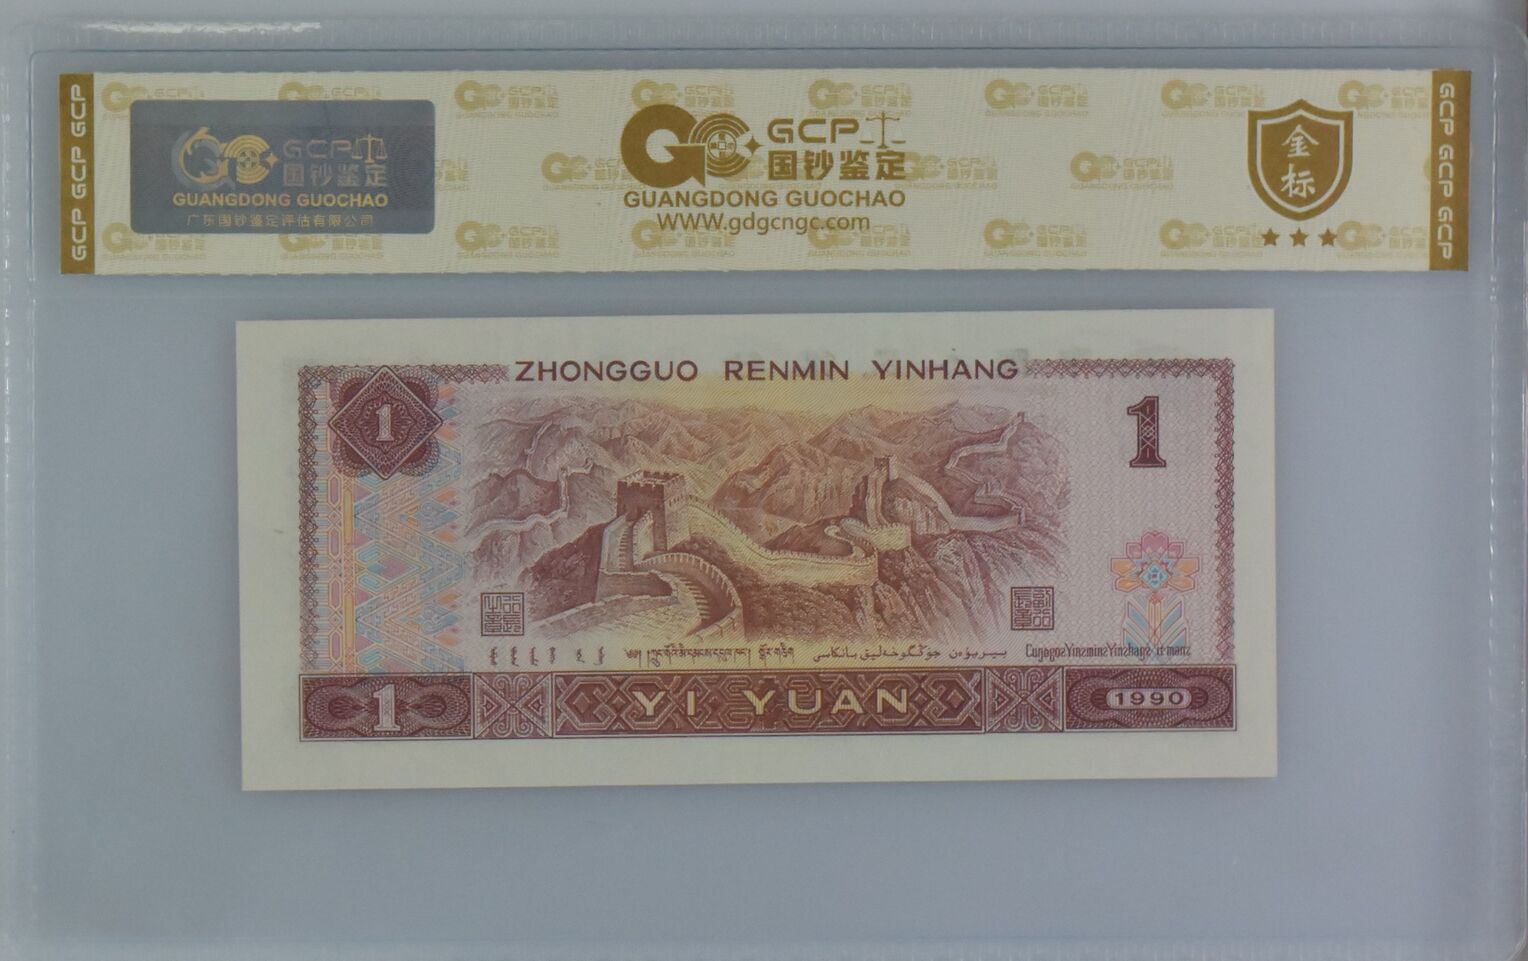 GCP GCP GCP
GCP
国钞鉴定
GUANGDONG GUOCHAO
广东国钞鉴定评估有限公司
GCP
国钞鉴定
GUANGDONG GUOCHAO
WWW.gdgcngc.com
金
标
GCP GCP GCP
ZHONGGUO RENMIN YINHANG
1
1
YI YUAN
1
1990